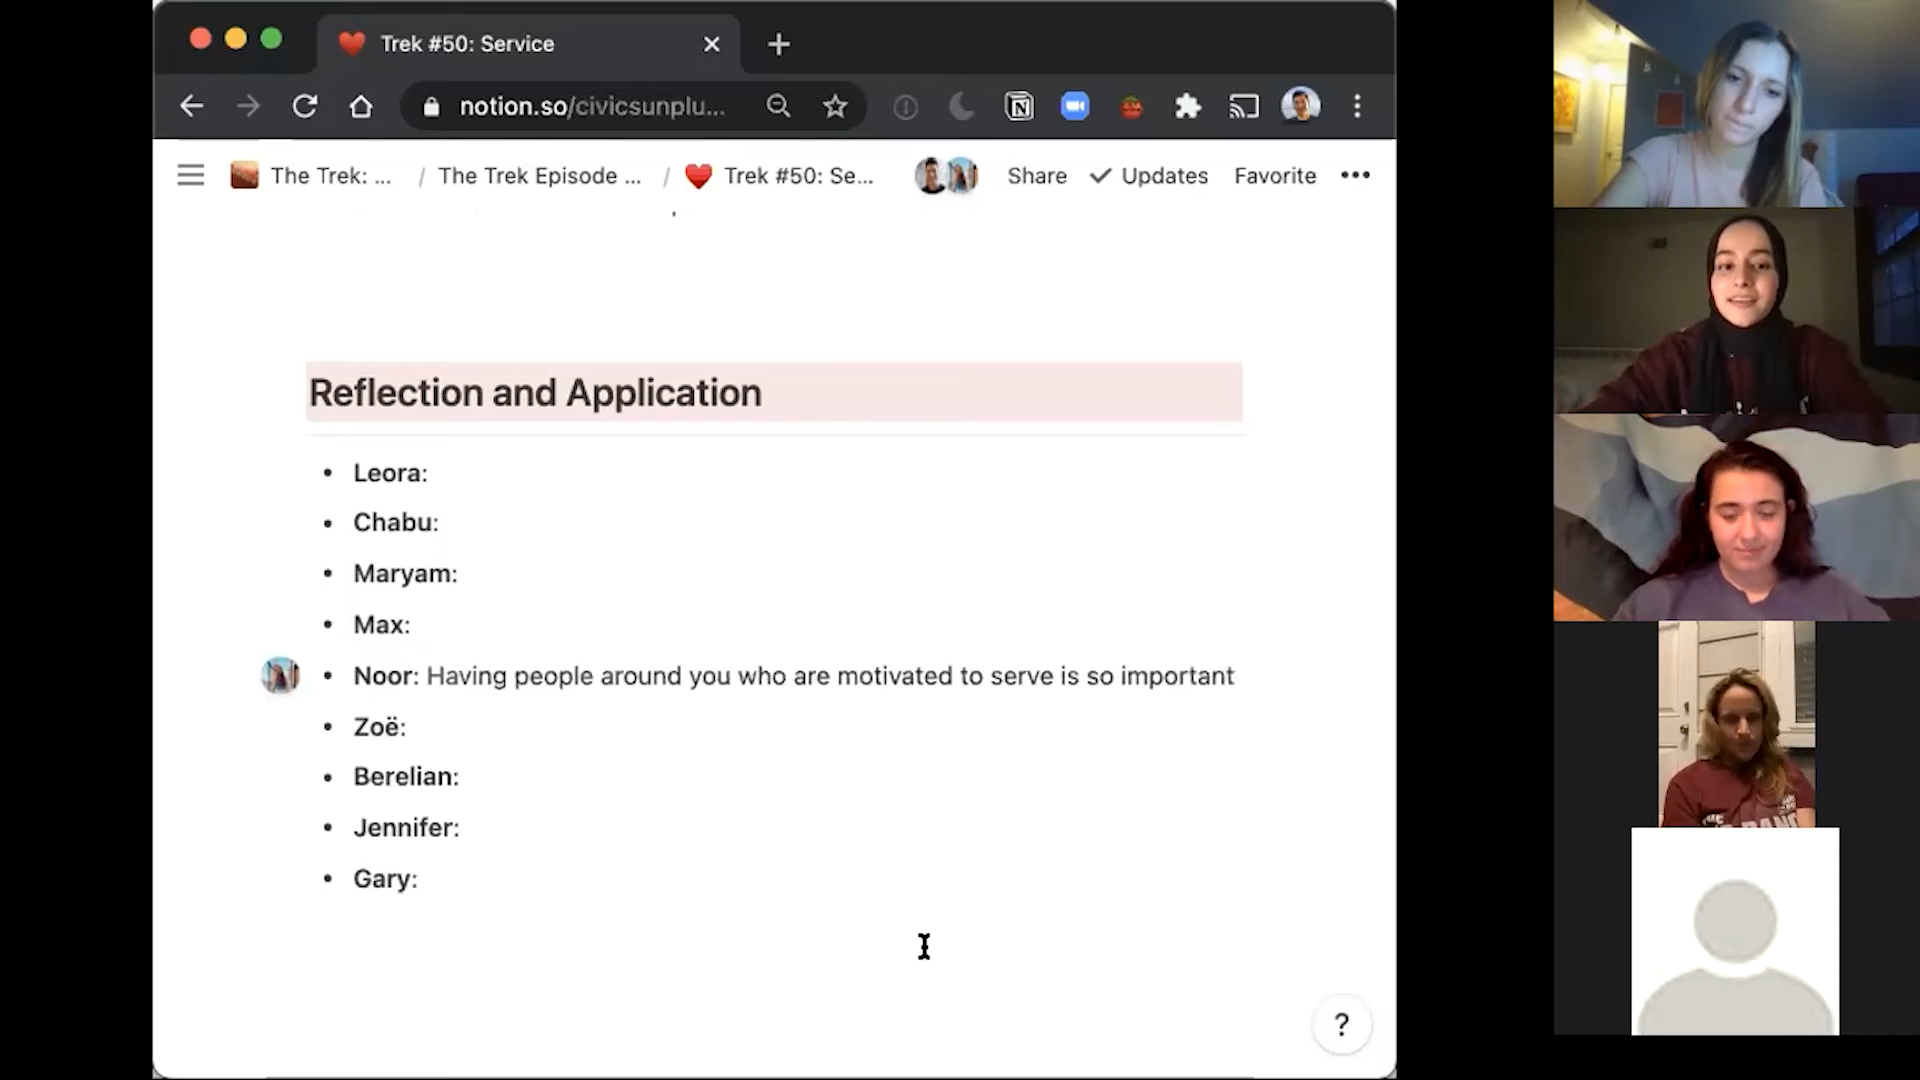 Trek #50: Service
notion.so/civicsunplu...
The Trek: ... / The Trek Episode ... / Trek #50: Se... Share Updates Favorite
Reflection and Application
• Leora:
• Chabu:
• Maryam:
• Max:
• Noor: Having people around you who are motivated to serve is so important
• Zoë:
• Berelian:
• Jennifer:
• Gary:
?